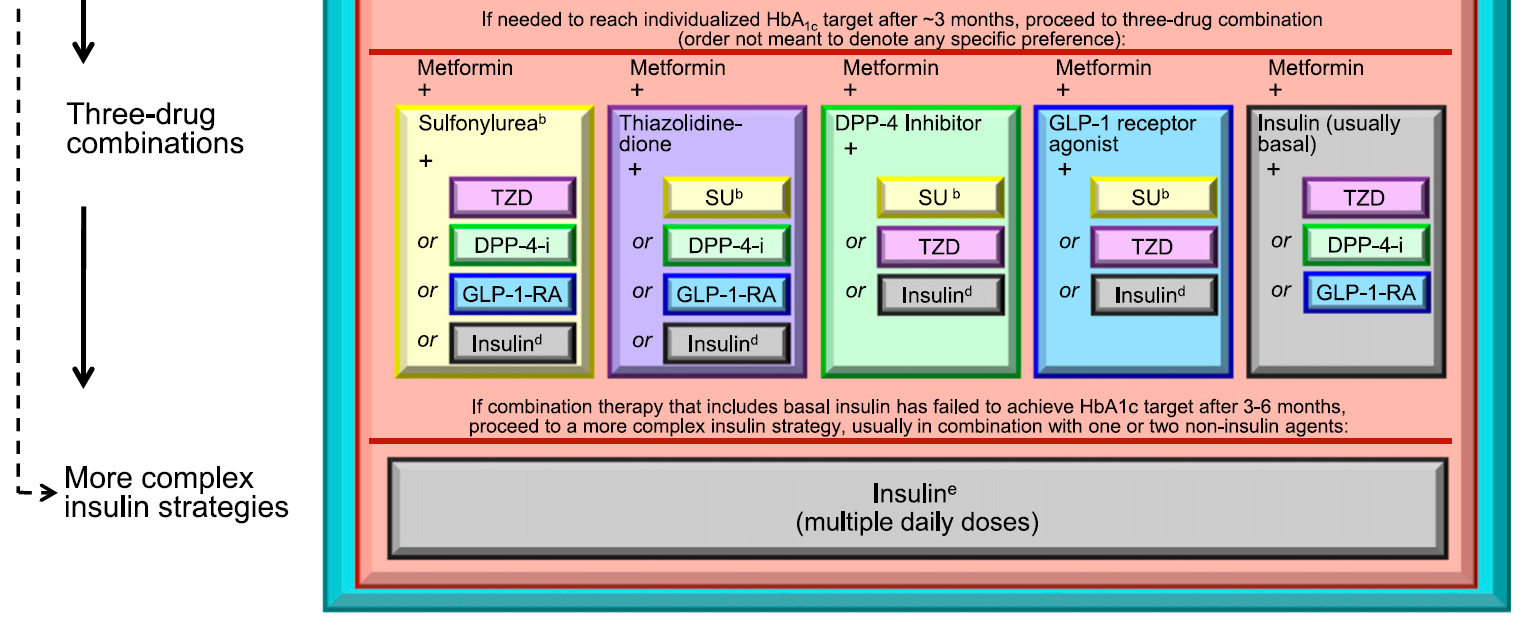 If needed to reach individualized HbA1c target after ~3 months, proceed to three-drug combination
(order not meant to denote any specific preference):
Three-drug
combinations
Metformin
+
Sulfonylureaᵇ
+
TZD
or DPP-4-i
or GLP-1-RA
or Insulinᵈ
Metformin
+
Thiazolidine-
dione
+
SUᵇ
or DPP-4-i
or GLP-1-RA
or Insulinᵈ
Metformin
+
DPP-4 Inhibitor
+
SU ᵇ
or TZD
or Insulinᵈ
Metformin
+
GLP-1 receptor
agonist
+
SUᵇ
or TZD
or Insulinᵈ
Metformin
+
Insulin (usually
basal)
+
TZD
or DPP-4-i
or GLP-1-RA
If combination therapy that includes basal insulin has failed to achieve HbA1c target after 3-6 months,
proceed to a more complex insulin strategy, usually in combination with one or two non-insulin agents:
More complex
insulin strategies
Insulinᵉ
(multiple daily doses)